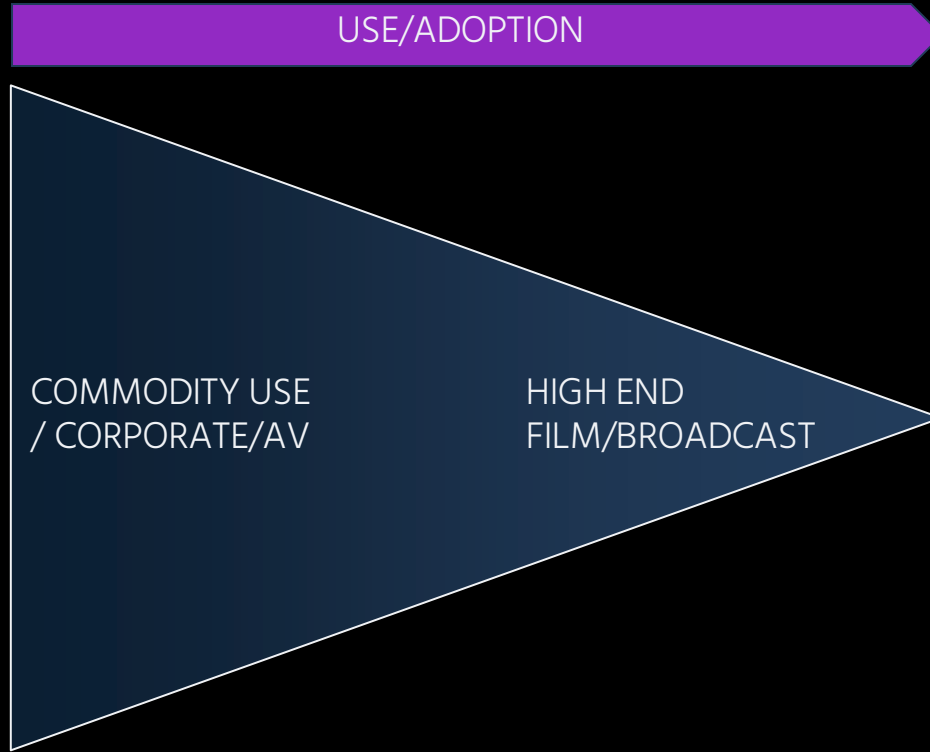 USE/ADOPTION
COMMODITY USE
/ CORPORATE/AV
HIGH END
FILM/BROADCAST